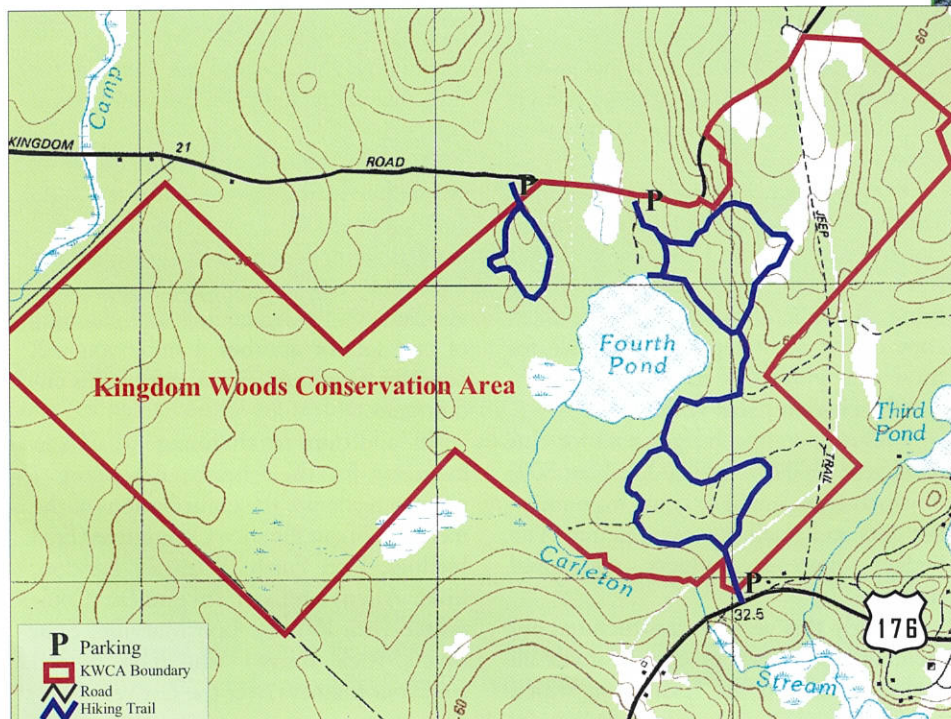 60
Camp
KINGDOM
21
ROAD
P
P
JEEP
Fourth
Pond
Kingdom Woods Conservation Area
Third
Pond
TRAIL
Carleton
P
32.5
176
Stream
P Parking
KWCA Boundary
Road
Hiking Trail
60